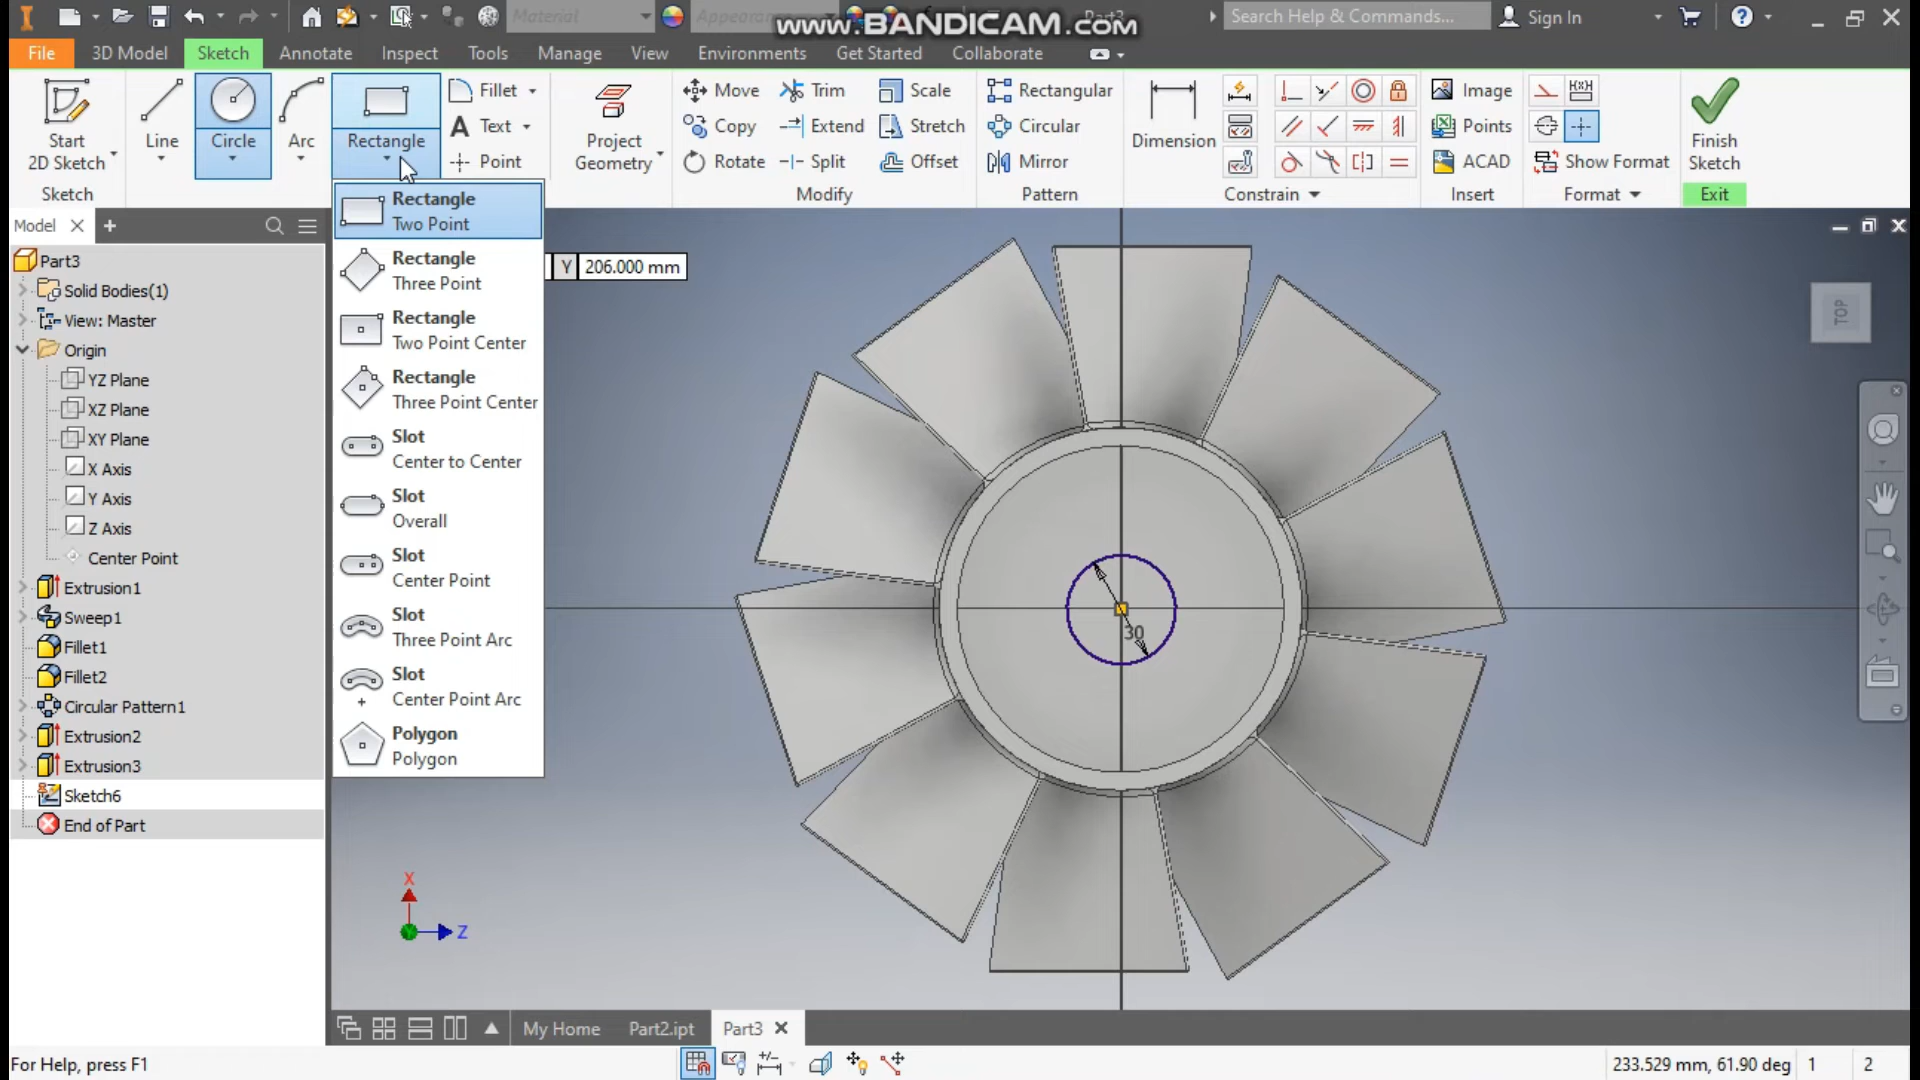 Material
Appearance
www.BANDICAM.com
Part3
Search Help & Commands...
Sign In
File
3D Model
Sketch
Annotate
Inspect
Tools
Manage
View
Environments
Get Started
Collaborate
Start
2D Sketch
Line
Circle
Arc
Rectangle
Fillet
Text
Point
Project
Geometry
Move
Trim
Scale
Copy
Extend
Stretch
Rotate
Split
Offset
Rectangular
Circular
Mirror
Dimension
Image
Points
ACAD
Show Format
Finish
Sketch
Sketch
Modify
Pattern
Constrain
Insert
Format
Exit
Model
Part3
Solid Bodies(1)
View: Master
Origin
YZ Plane
XZ Plane
XY Plane
X Axis
Y Axis
Z Axis
Center Point
Extrusion1
Sweep1
Fillet1
Fillet2
Circular Pattern1
Extrusion2
Extrusion3
Sketch6
End of Part
Rectangle
Two Point
Rectangle
Three Point
Rectangle
Two Point Center
Rectangle
Three Point Center
Slot
Center to Center
Slot
Overall
Slot
Center Point
Slot
Three Point Arc
Slot
Center Point Arc
Polygon
Polygon
Y 206.000 mm
30
TOP
X
Z
My Home
Part2.ipt
Part3
For Help, press F1
233.529 mm, 61.90 deg
1
2